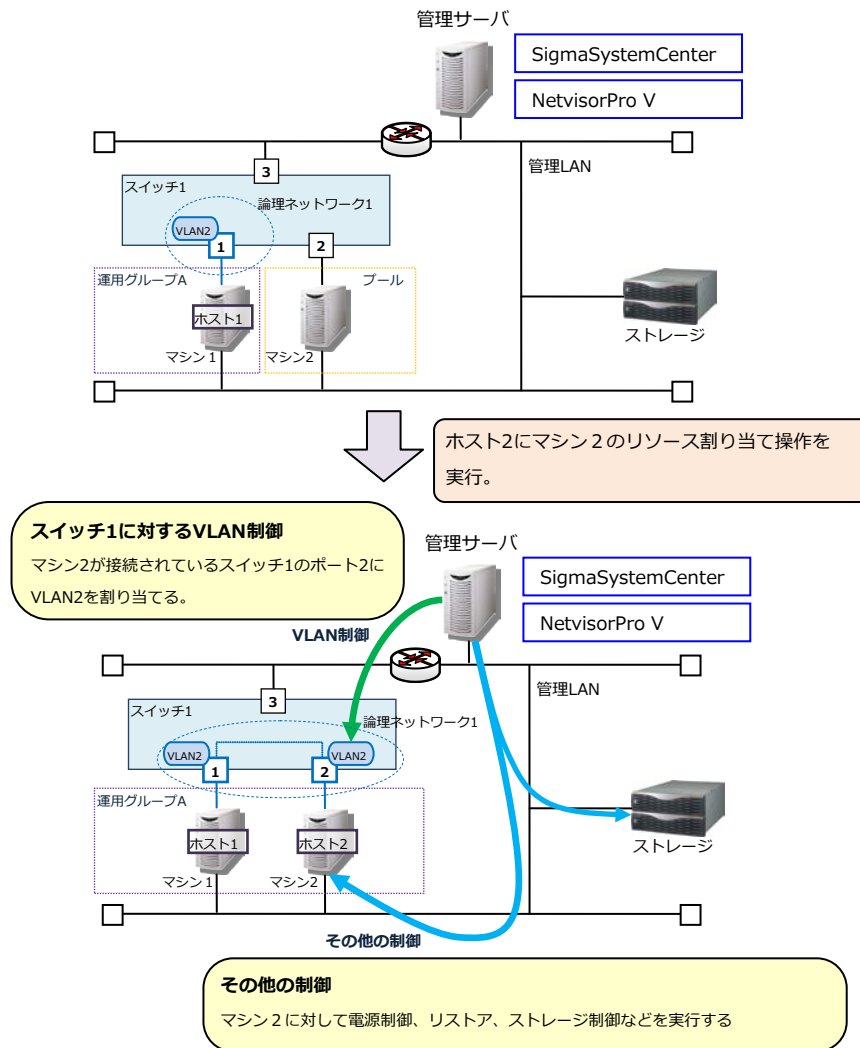 管理サーバ
SigmaSystemCenter
NetvisorPro V
管理LAN
3
スイッチ1
論理ネットワーク1
VLAN2
1
2
運用グループA
プール
ホスト1
マシン１
マシン2
ストレージ
ホスト2にマシン２のリソース割り当て操作を
実行。
スイッチ1に対するVLAN制御
マシン2が接続されているスイッチ1のポート2に
VLAN2を割り当てる。
管理サーバ
SigmaSystemCenter
NetvisorPro V
VLAN制御
管理LAN
3
スイッチ1
論理ネットワーク1
VLAN2
VLAN2
1
2
運用グループA
ホスト1
ホスト2
マシン１
マシン2
ストレージ
その他の制御
その他の制御
マシン２に対して電源制御、リストア、ストレージ制御などを実行する